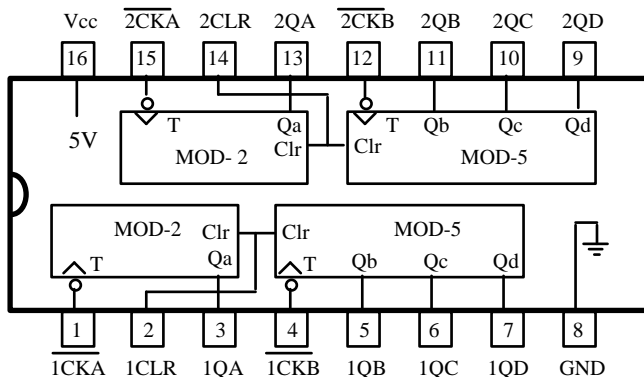 Vcc 2CKA 2CLR 2QA 2CKB 2QB 2QC 2QD
16 15 14 13 12 11 10 9
5V
T Qa T Qb Qc Qd
Clr Clr
MOD- 2 MOD-5
MOD-2 MOD-5
Clr Clr
T Qa T Qb Qc Qd
1 2 3 4 5 6 7 8
1CKA 1CLR 1QA 1CKB 1QB 1QC 1QD GND